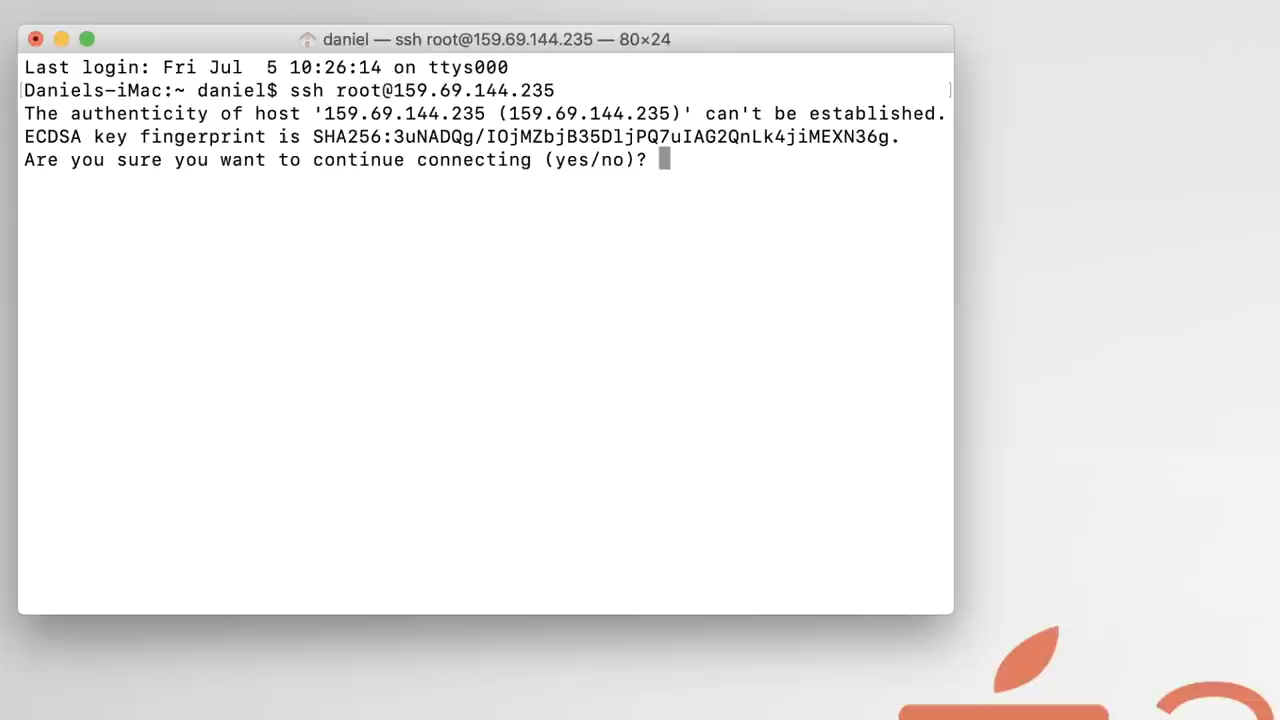 daniel — ssh root@159.69.144.235 — 80×24
Last login: Fri Jul  5 10:26:14 on ttys000
Daniels-iMac:~ daniel$ ssh root@159.69.144.235
The authenticity of host '159.69.144.235 (159.69.144.235)' can't be established.
ECDSA key fingerprint is SHA256:3uNADQg/IOjMZbjB35DljPQ7uIAG2QnLk4jiMEXN36g.
Are you sure you want to continue connecting (yes/no)?